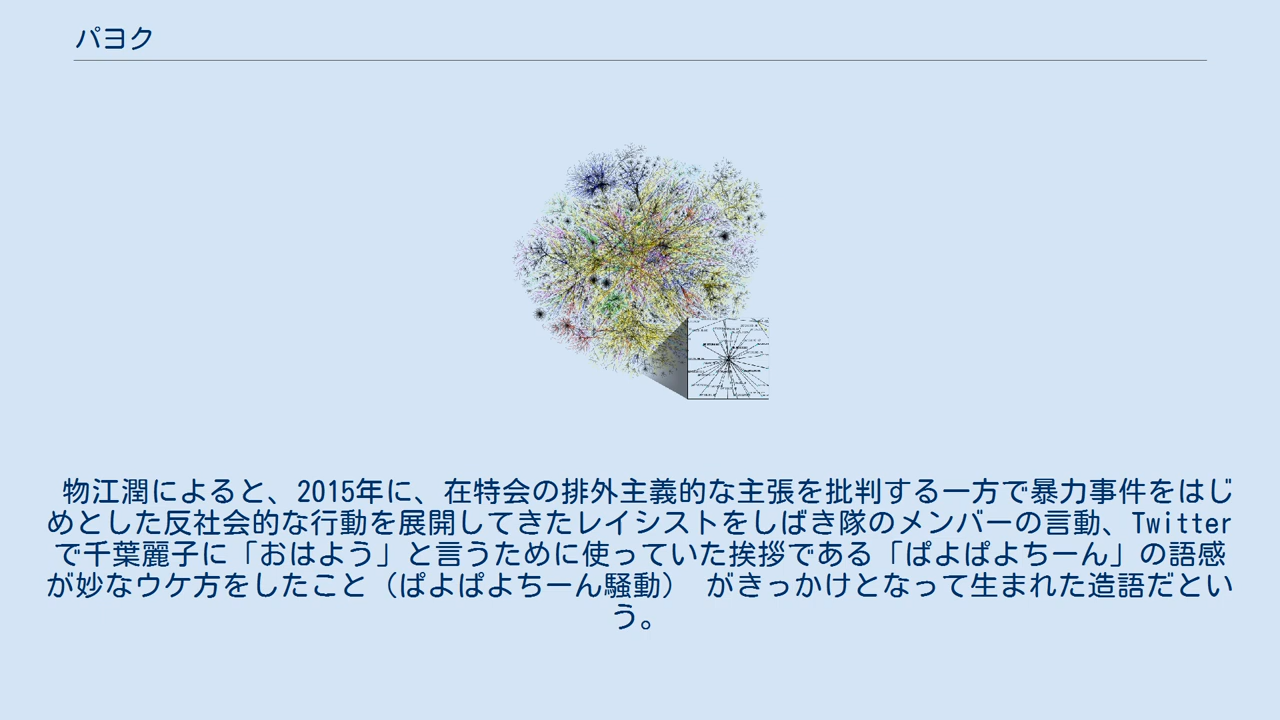 パヨク
物江潤によると、2015年に、在特会の排外主義的な主張を批判する一方で暴力事件をはじ
めとした反社会的な行動を展開してきたレイシストをしばき隊のメンバーの言動、Twitter
で千葉麗子に「おはよう」と言うために使っていた挨拶である「ぱよぱよちーん」の語感
が妙なウケ方をしたこと（ぱよぱよちーん騒動） がきっかけとなって生まれた造語だとい
う。